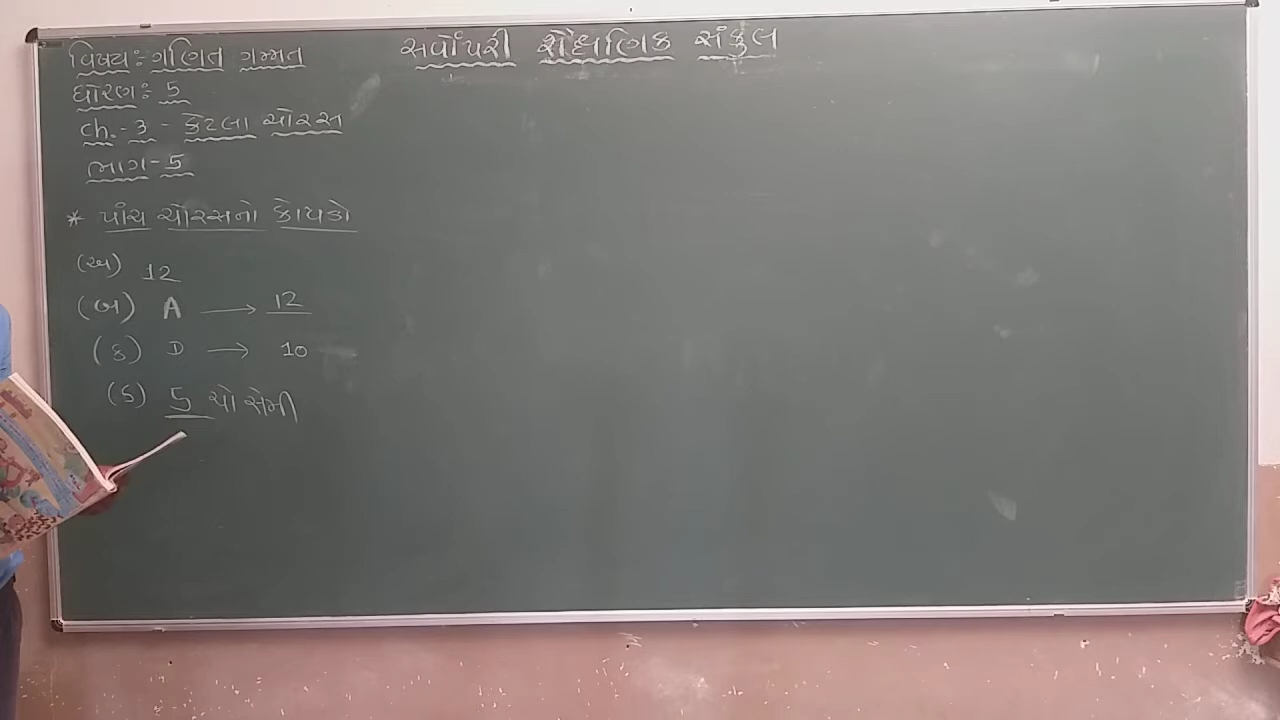 સર્વોપરી શૈક્ષણિક સંકુલ
વિષય: ગણિત ગમ્મત
ધોરણ: 5
ch. - 3 - કેટલા ચોરસ
ભાગ - 5
* પાંચ ચોરસનો કોયડો
(અ) 12
(બ) A → 12
(ક) D → 10
(ડ) 5 ચો સેમી